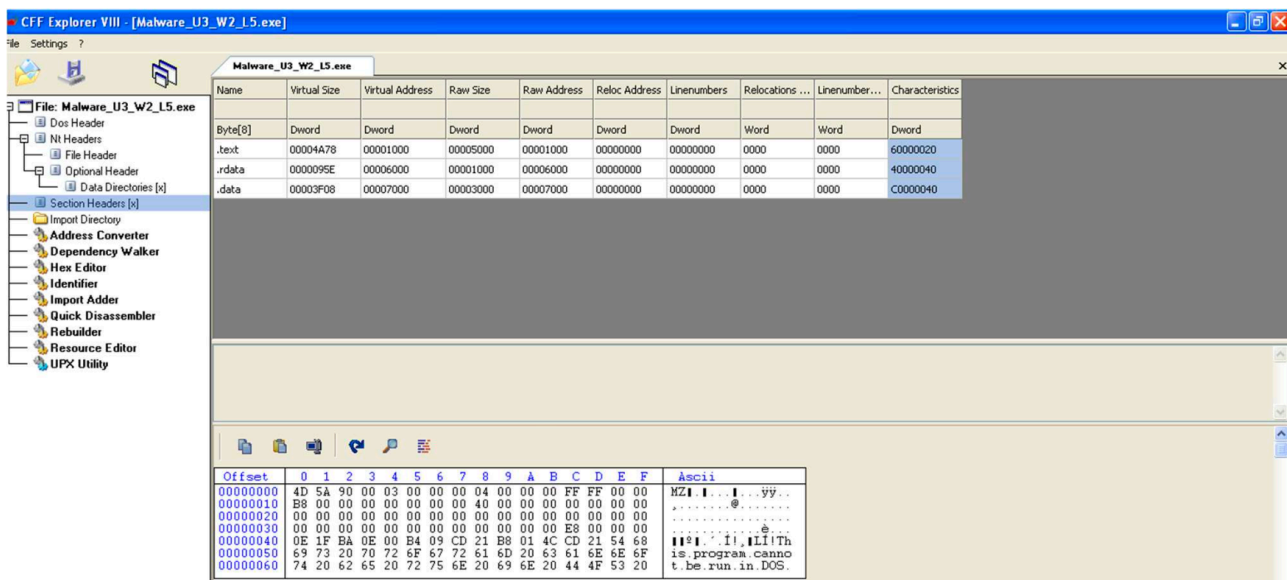 CFF Explorer VIII - [Malware_U3_W2_L5.exe]
File Settings ?
Malware_U3_W2_L5.exe
File: Malware_U3_W2_L5.exe
Dos Header
Nt Headers
File Header
Optional Header
Data Directories [x]
Section Headers [x]
Import Directory
Address Converter
Dependency Walker
Hex Editor
Identifier
Import Adder
Quick Disassembler
Rebuilder
Resource Editor
UPX Utility
Name Virtual Size Virtual Address Raw Size Raw Address Reloc Address Linenumbers Relocations ... Linenumber... Characteristics
Byte[8] Dword Dword Dword Dword Dword Dword Word Word Dword
.text 00004A78 00001000 00005000 00001000 00000000 00000000 0000 0000 60000020
.rdata 0000095E 00006000 00001000 00006000 00000000 00000000 0000 0000 40000040
.data 00003F08 00007000 00003000 00007000 00000000 00000000 0000 0000 C0000040
Offset 0 1 2 3 4 5 6 7 8 9 A B C D E F Ascii
00000000 4D 5A 90 00 03 00 00 00 04 00 00 00 FF FF 00 00 MZ▮.▮...▮...ÿÿ..
00000010 B8 00 00 00 00 00 00 00 40 00 00 00 00 00 00 00 ¸.......@.......
00000020 00 00 00 00 00 00 00 00 00 00 00 00 00 00 00 00 ................
00000030 00 00 00 00 00 00 00 00 00 00 00 00 E8 00 00 00 ............è...
00000040 0E 1F BA 0E 00 B4 09 CD 21 B8 01 4C CD 21 54 68 ▮▮º▮.´.Í!¸▮LÍ!Th
00000050 69 73 20 70 72 6F 67 72 61 6D 20 63 61 6E 6E 6F is.program.canno
00000060 74 20 62 65 20 72 75 6E 20 69 6E 20 44 4F 53 20 t.be.run.in.DOS.